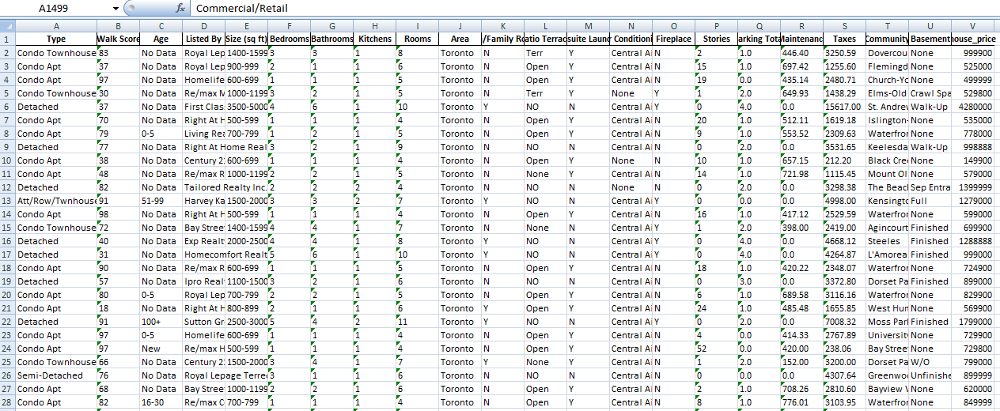 A1499 fx Commercial/Retail
A B C D E F G H I J K L M N O P Q R S T U V
1 Type Walk Score Age Listed By Size (sq ft) Bedrooms Bathrooms Kitchens Rooms Area /Family Ro atio Terrac suite Laund Conditioni Fireplace Stories arking Tota Maintenanc Taxes Community Basement house_price
2 Condo Townhouse 83 No Data Royal Lep 1400-1599 3 3 1 8 Toronto N Terr Y Central Ai N 2 1.0 446.40 3250.59 Dovercou None 999900
3 Condo Apt 37 No Data Royal Lep 900-999 2 1 1 6 Toronto N Open Y Central Ai N 15 1.0 697.42 1255.60 Flemingd None 525000
4 Condo Apt 97 No Data Homelife 600-699 1 1 1 5 Toronto N Open Y Central Ai N 19 0.0 435.14 2480.71 Church-Yo None 499999
5 Condo Townhouse 30 No Data Re/max M 1000-1199 3 2 1 5 Toronto N Terr Y None Y 1 2.0 649.93 1438.29 Elms-Old Crawl Spa 529800
6 Detached 37 No Data First Clas 3500-5000 4 6 1 10 Toronto Y NO N Central Ai Y 0 4.0 0.0 15617.00 St. Andrew Walk-Up 4280000
7 Condo Apt 70 No Data Right At H 500-599 1 1 1 4 Toronto N Open Y Central Ai N 20 1.0 512.11 1619.18 Islington- None 535000
8 Condo Apt 79 0-5 Living Rea 700-799 1 2 1 5 Toronto N Open Y Central Ai N 9 1.0 553.52 2309.63 Waterfron None 778000
9 Detached 77 No Data Right At Home Real 3 2 1 9 Toronto N NO N Central Ai N 0 2.0 0.0 3531.65 Keelesda Walk-Up 998888
10 Condo Apt 38 No Data Century 21 600-699 1 1 1 4 Toronto N Open Y None N 10 1.0 657.15 212.20 Black Cree None 149900
11 Condo Apt 48 No Data Re/max R 1000-1199 2 2 1 5 Toronto N None Y Central Ai N 14 1.0 721.98 1115.45 Mount Ol None 579000
12 Detached 82 No Data Tailored Realty Inc. 2 2 2 4 Toronto N NO N None N 0 2.0 0.0 3298.38 The Beach Sep Entra 1399999
13 Att/Row/Twnhouse 91 51-99 Harvey Ka 1500-2000 3 3 2 7 Toronto Y NO N Central Ai Y 0 0.0 0.0 4998.00 Kensingto Full 1279000
14 Condo Apt 98 No Data Right At H 500-599 1 1 1 4 Toronto N Open Y Central Ai N 16 1.0 417.12 2529.59 Waterfron None 599000
15 Condo Townhouse 72 No Data Bay Stree 1400-1599 4 4 1 7 Toronto N None N Central Ai Y 1 2.0 398.00 2419.00 Agincourt Finished 699900
16 Detached 40 No Data Exp Realt 2000-2500 4 4 1 8 Toronto Y NO N Central Ai Y 0 4.0 0.0 4668.12 Steeles Finished 1288888
17 Detached 31 No Data Homecomfort Realt 5 6 1 10 Toronto Y NO N Central Ai Y 0 4.0 0.0 4264.87 L'Amorea Finished 999000
18 Condo Apt 90 No Data Re/max R 600-699 1 1 1 5 Toronto N Open Y Central Ai N 18 1.0 420.22 2348.07 Waterfron None 724900
19 Detached 57 No Data Ipro Real 1100-1500 3 2 1 6 Toronto N NO N Central Ai N 0 3.0 0.0 3372.80 Dorset Pa Finished 899000
20 Condo Apt 80 0-5 Royal Lep 700-799 2 2 1 5 Toronto N Open Y Central Ai N 6 1.0 689.58 3116.16 Waterfron None 829900
21 Condo Apt 18 No Data Right At H 800-899 2 1 1 6 Toronto Y Open Y Central Ai N 24 1.0 485.48 1655.85 West Hum None 569900
22 Detached 91 100+ Sutton Gr 2500-3000 5 4 2 11 Toronto Y NO N Central Ai Y 0 2.0 0.0 7008.32 Moss Park Finished 1799000
23 Condo Apt 97 0-5 Homelife 600-699 1 1 1 4 Toronto N Open Y Central Ai N 4 0.0 414.33 2767.89 University None 729900
24 Condo Apt 97 New Re/max H 500-599 1 1 1 4 Toronto N Open Y Central Ai N 52 0.0 420.00 238.06 Bay Stree None 729800
25 Condo Townhouse 66 No Data Century 21 1500-2000 3 4 1 7 Toronto Y None Y Central Ai N 1 2.0 152.00 3200.00 Dorset Pa W/O 799000
26 Semi-Detached 76 No Data Royal Lepage Terre 3 1 1 6 Toronto N NO N Central Ai N 0 0.0 0.0 4307.64 Greenwoo Unfinishe 899999
27 Condo Apt 68 No Data Bay Stree 1000-1199 2 2 1 6 Toronto N Open Y Central Ai N 2 1.0 708.26 2810.60 Bayview V None 620000
28 Condo Apt 82 16-30 Re/max C 700-799 1 1 1 4 Toronto N Open Y Central Ai N 8 1.0 776.01 3103.95 Waterfron None 849999